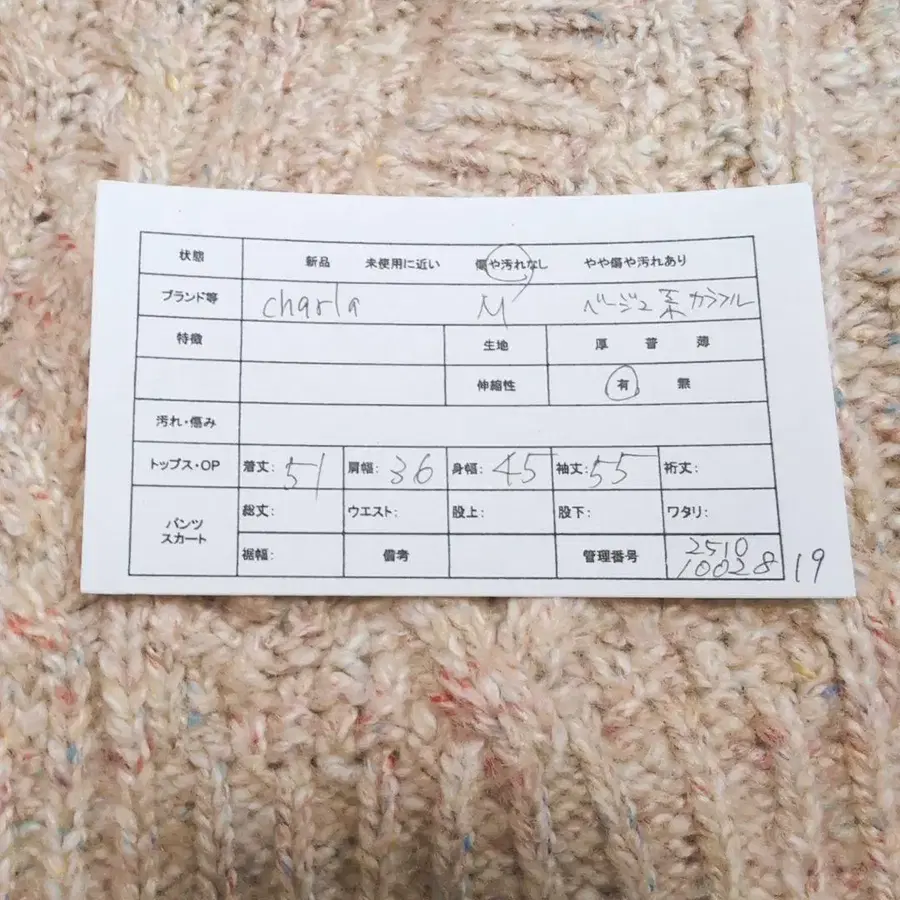 状態 新品 未使用に近い 傷や汚れなし やや傷や汚れあり
ブランド等 charla M ベージュ系カラフル
特徴 生地 厚 普 薄
伸縮性 有 無
汚れ・傷み
トップス・OP 着丈: 51 肩幅: 36 身幅: 45 袖丈: 55 裄丈:
パンツ スカート 総丈: ウエスト: 股上: 股下: ワタリ:
裾幅: 備考 管理番号 2510
10028 19